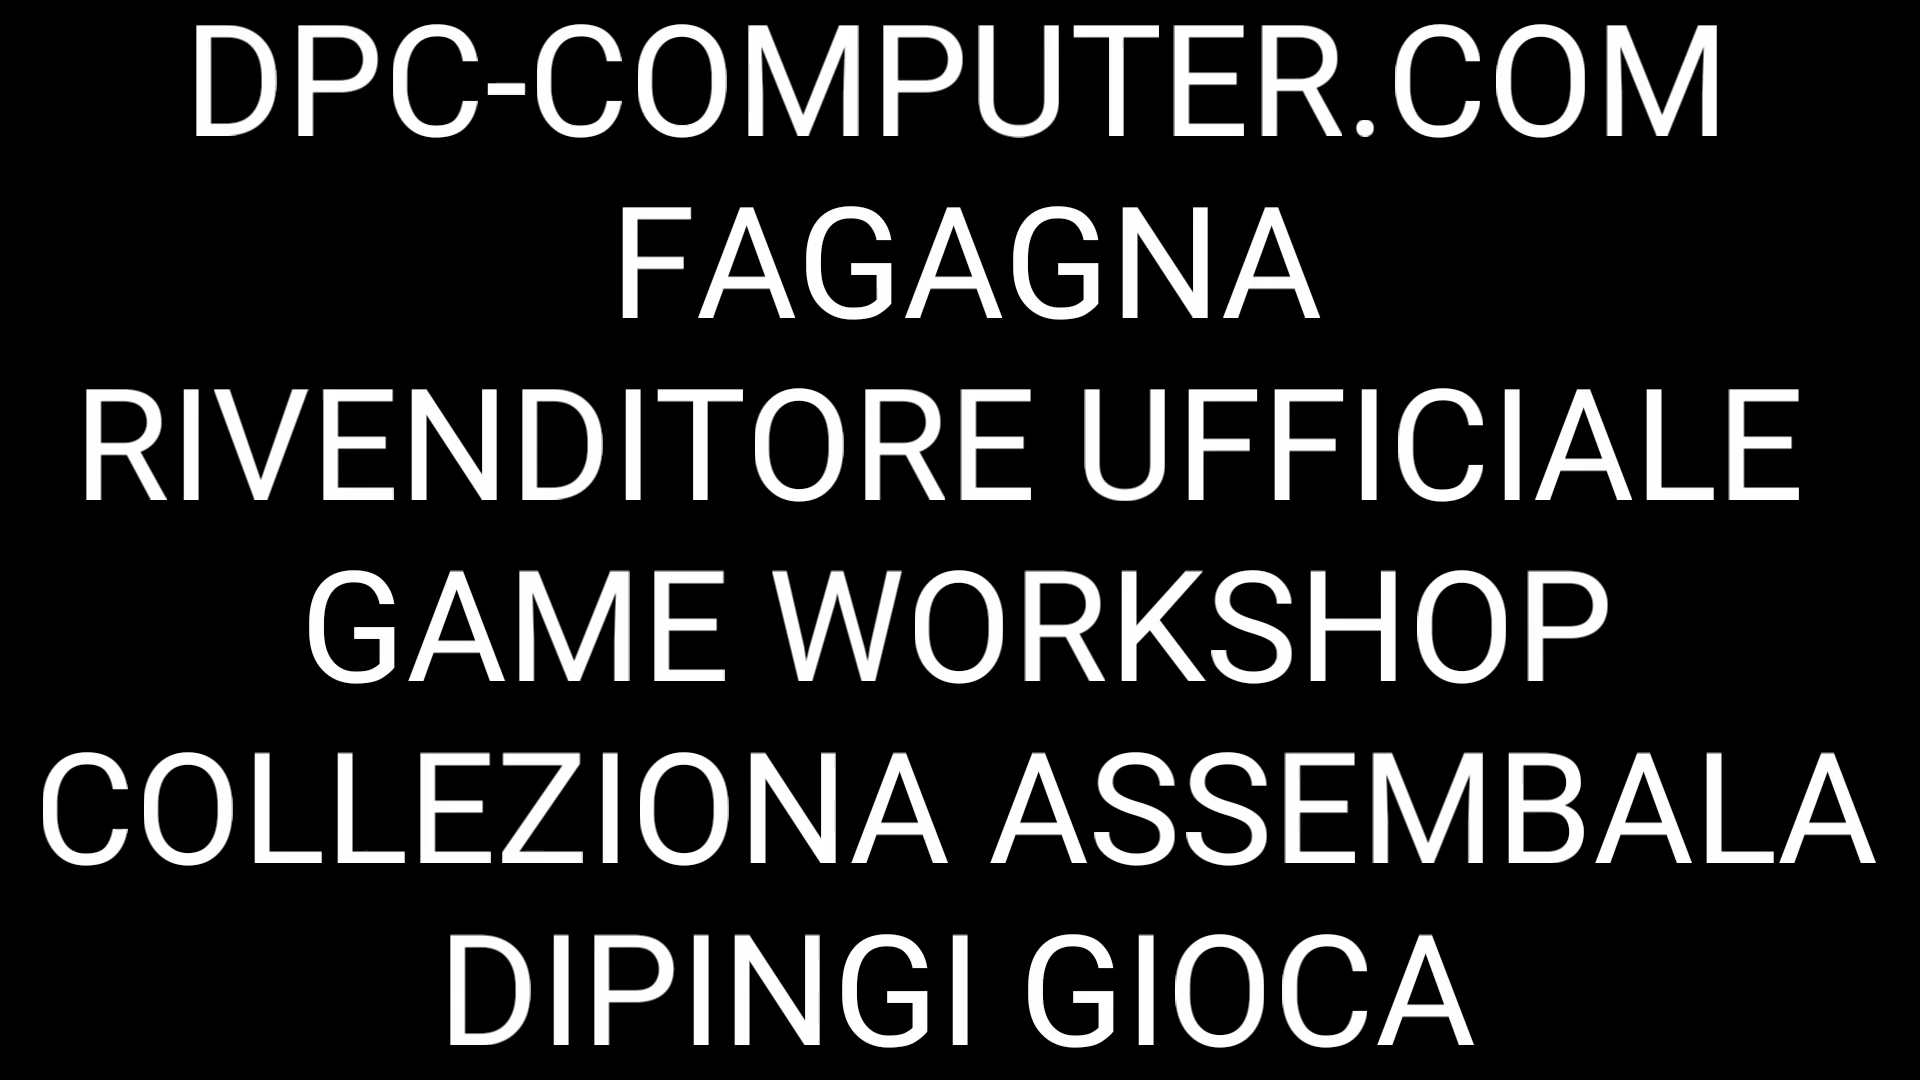 DPC-COMPUTER.COM
FAGAGNA
RIVENDITORE UFFICIALE
GAME WORKSHOP
COLLEZIONA ASSEMBALA
DIPINGI GIOCA